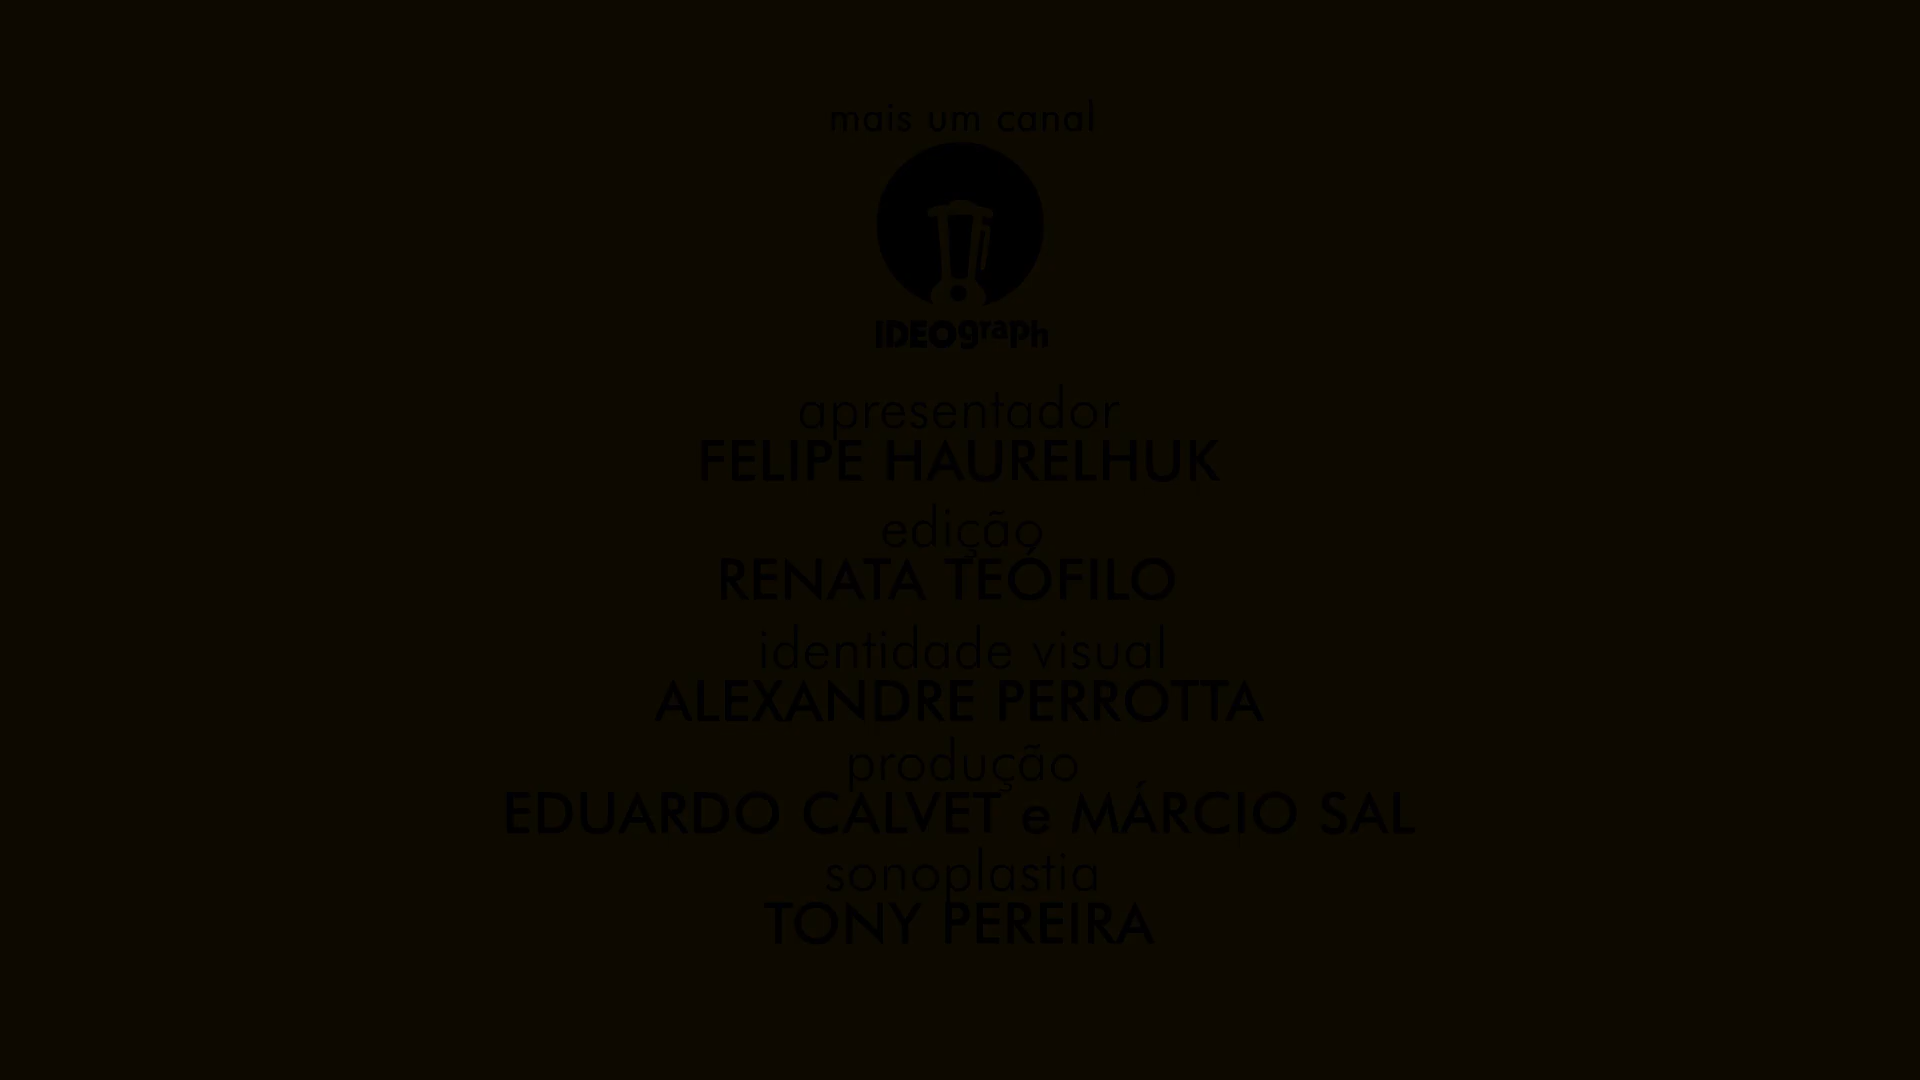 mais um canal
IDEOgraph
apresentador
FELIPE HAURELHUK
edição
RENATA TEÓFILO
identidade visual
ALEXANDRE PERROTTA
produção
EDUARDO CALVET e MÁRCIO SAL
sonoplastia
TONY PEREIRA